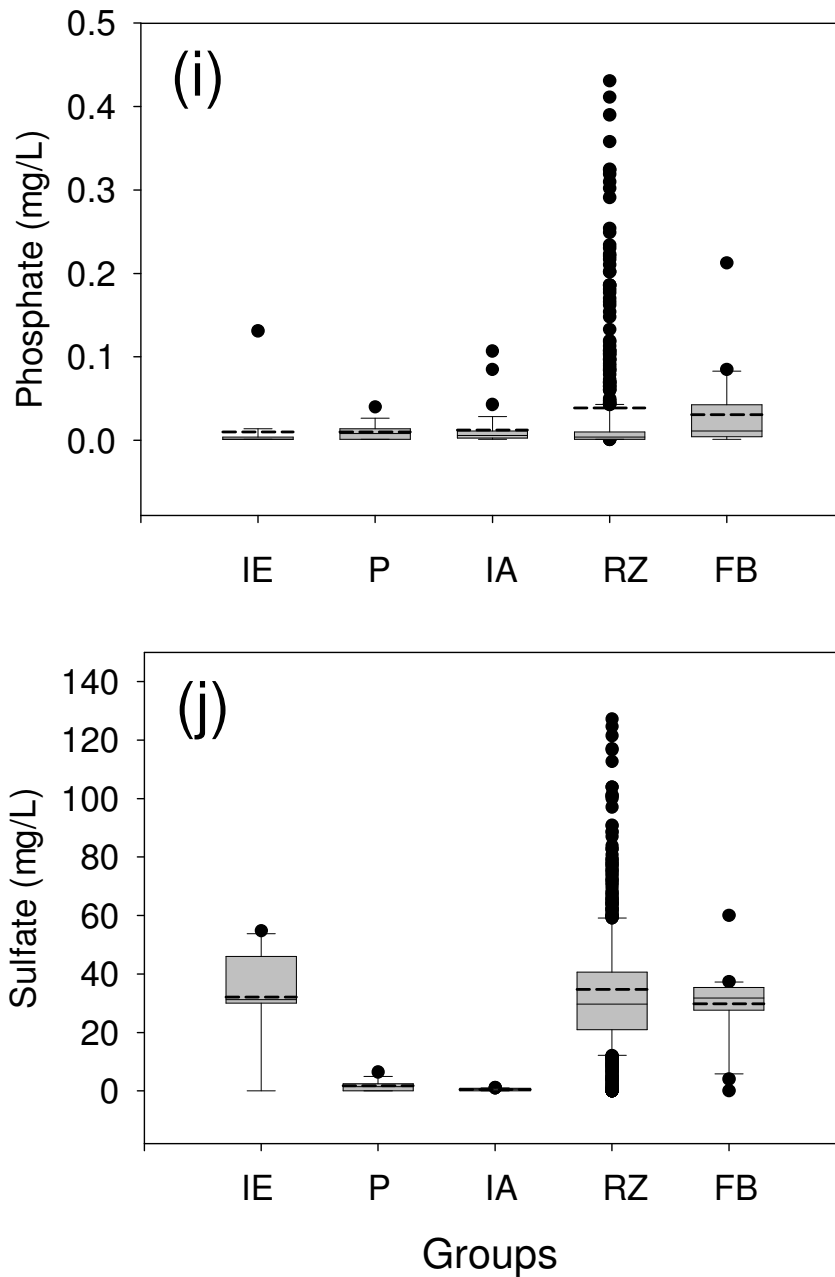 (i)
Phosphate (mg/L)
0.5
0.4
0.3
0.2
0.1
0.0
IE P IA RZ FB
(j)
Sulfate (mg/L)
140
120
100
80
60
40
20
0
IE P IA RZ FB
Groups